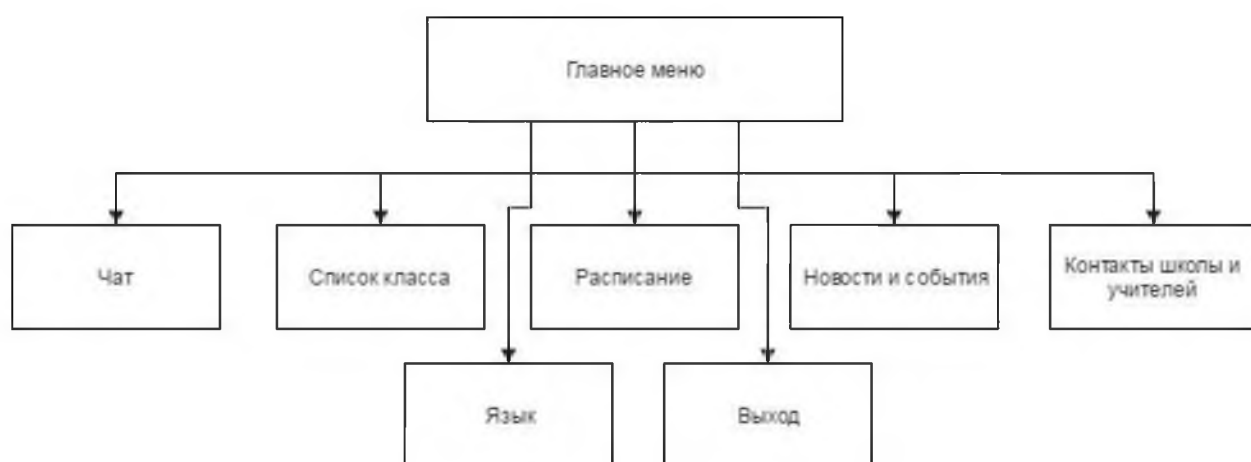 Главное меню
Чат
Список класса
Расписание
Новости и события
Контакты школы и
учителей
Язык
Выход